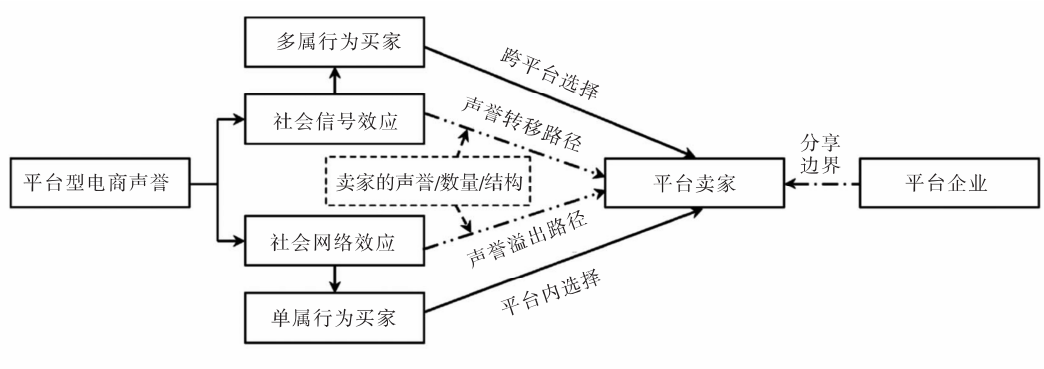 多属行为买家
跨平台选择
社会信号效应
声誉转移路径
分享
边界
平台型电商声誉
卖家的声誉/数量/结构
平台卖家
平台企业
社会网络效应
声誉溢出路径
平台内选择
单属行为买家